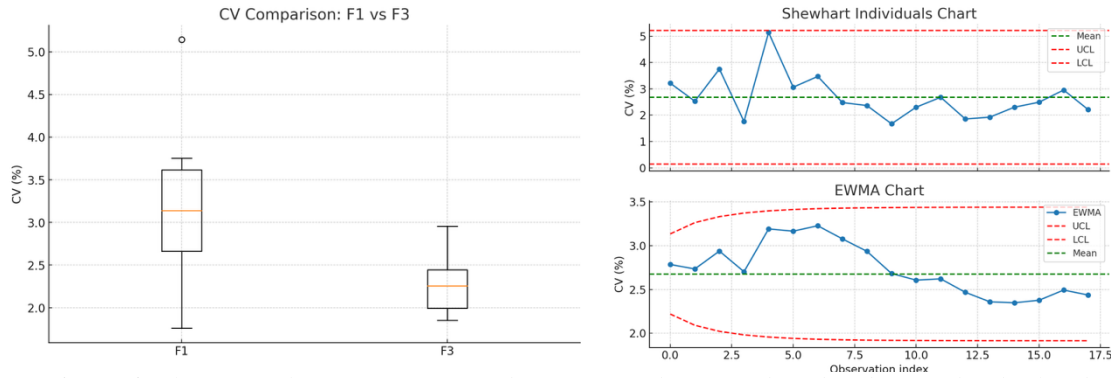 CV Comparison: F1 vs F3
CV (%)
5.0
4.5
4.0
3.5
3.0
2.5
2.0
F1
F3
Shewhart Individuals Chart
CV (%)
5
4
3
2
1
0
Mean
UCL
LCL
EWMA Chart
CV (%)
3.5
3.0
2.5
2.0
EWMA
UCL
LCL
Mean
0.0
2.5
5.0
7.5
10.0
12.5
15.0
17.5
Observation index